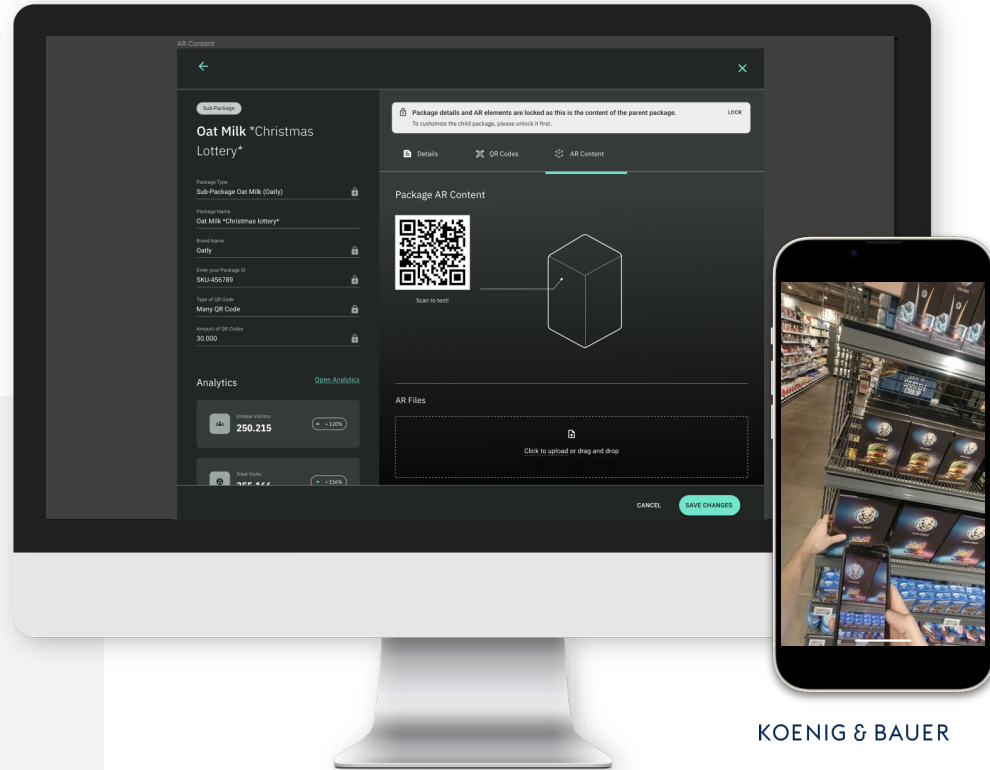 AR Content
Sub-Package
Oat Milk *Christmas
Lottery*
Package Type
Sub-Package Oat Milk (Oatly)
Package Name
Oat Milk *Christmas lottery*
Brand Name
Oatly
Enter your Package ID
SKU-456789
Type of QR Code
Many QR Code
Amount of QR Codes
30.000
Analytics
Open Analytics
Unique Visitors
250.215
+ 120%
Total Visits
+ 156%
Package details and AR elements are locked as this is the content of the parent package.
To customize the child package, please unlock it first.
LOCK
Details
QR Codes
AR Content
Package AR Content
Scan to test!
AR Files
Click to upload or drag and drop
CANCEL
SAVE CHANGES
KOENIG & BAUER